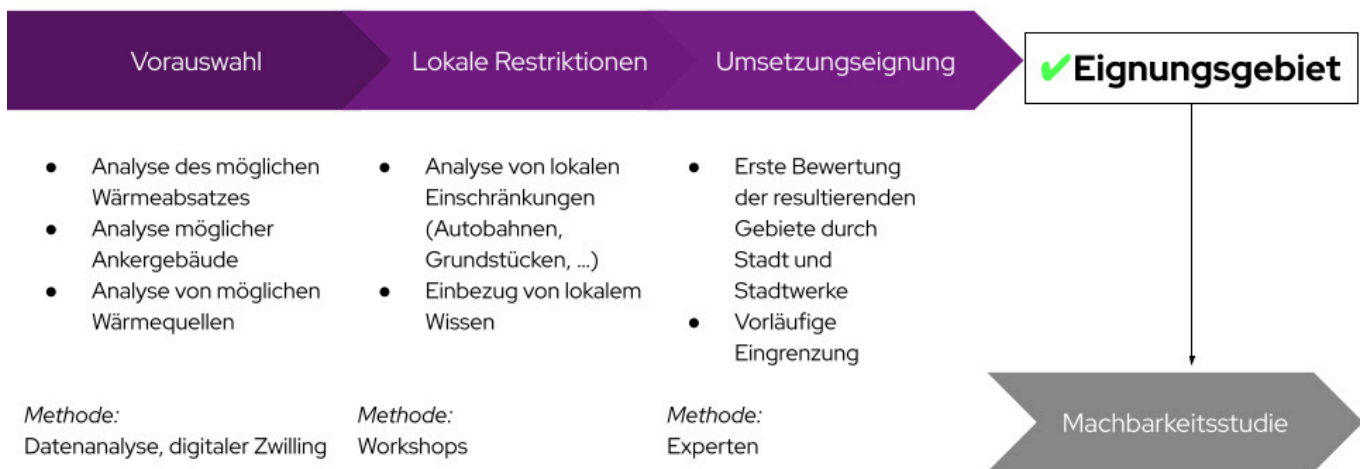 Vorauswahl
Lokale Restriktionen
Umsetzungseignung
✔Eignungsgebiet
● Analyse des möglichen
Wärmeabsatzes
● Analyse möglicher
Ankergebäude
● Analyse von möglichen
Wärmequellen
● Analyse von lokalen
Einschränkungen
(Autobahnen,
Grundstücken, ...)
● Einbezug von lokalem
Wissen
● Erste Bewertung
der resultierenden
Gebiete durch
Stadt und
Stadtwerke
● Vorläufige
Eingrenzung
Methode:
Datenanalyse, digitaler Zwilling
Methode:
Workshops
Methode:
Experten
Machbarkeitsstudie